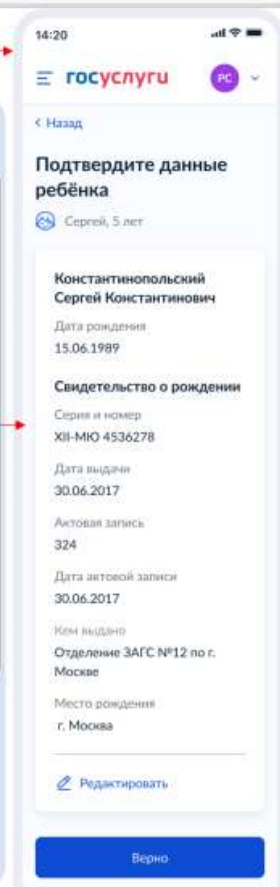 14:20
госуслуги
РС
< Назад
Подтвердите данные
ребёнка
Сергей, 5 лет
Константинопольский
Сергей Константинович
Дата рождения
15.06.1989
Свидетельство о рождении
Серия и номер
XII-МЮ 4536278
Дата выдачи
30.06.2017
Актовая запись
324
Дата актовой записи
30.06.2017
Кем выдано
Отделение ЗАГС №12 по г.
Москве
Место рождения
г. Москва
Редактировать
Верно